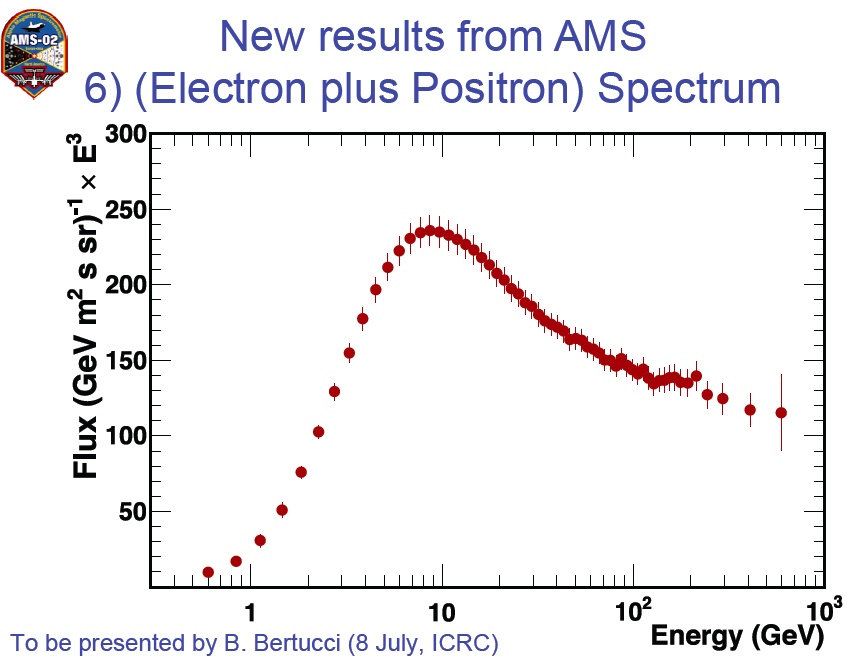 New results from AMS
AMS-02
6) (Electron plus Positron) Spectrum
Flux (GeV m² s sr)⁻¹ × E³
300
250
200
150
100
50
1
10
10²
10³
Energy (GeV)
To be presented by B. Bertucci (8 July, ICRC)